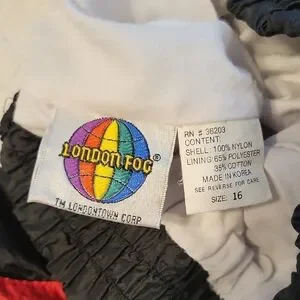 LONDON FOG®
TM LONDONTOWN CORP
RN # 36203
CONTENT:
SHELL: 100% NYLON
LINING: 65% POLYESTER
35% COTTON
MADE IN KOREA
SEE REVERSE FOR CARE
SIZE: 16